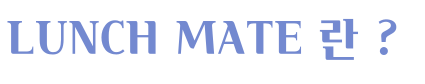 LUNCH MATE 란 ?